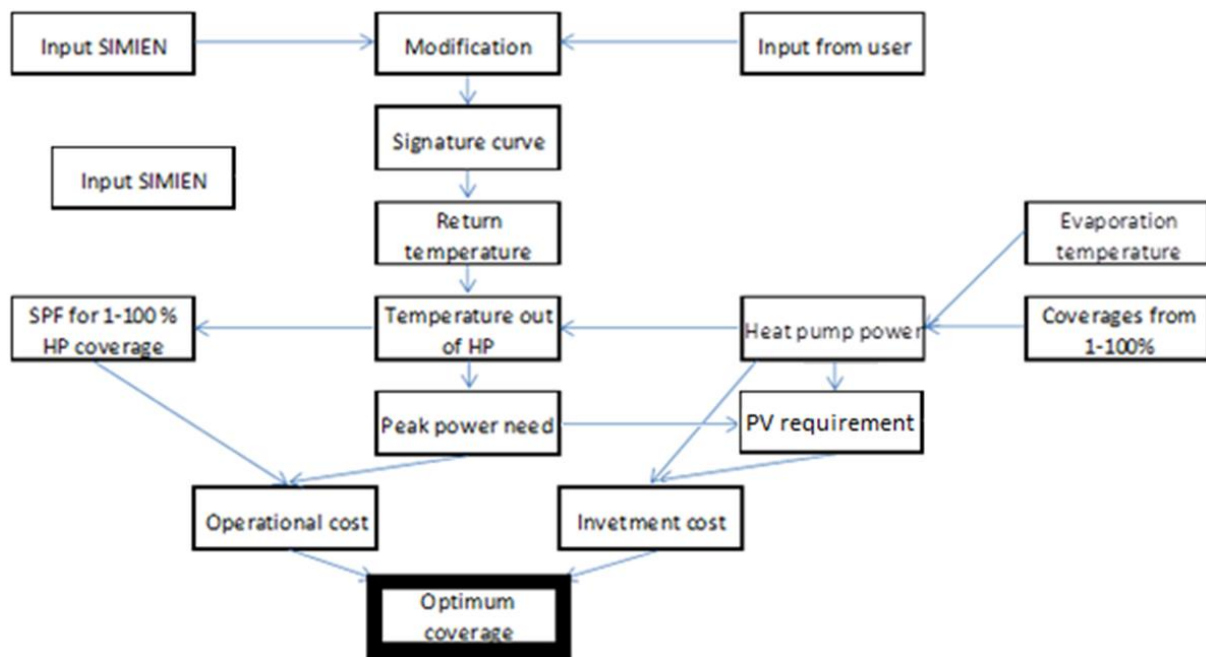 Input SIMIEN
Modification
Input from user
Signature curve
Input SIMIEN
Return
temperature
Evaporation
temperature
SPF for 1-100 %
HP coverage
Temperature out
of HP
Heat pump power
Coverages from
1-100%
Peak power need
PV requirement
Operational cost
Invetment cost
Optimum
coverage